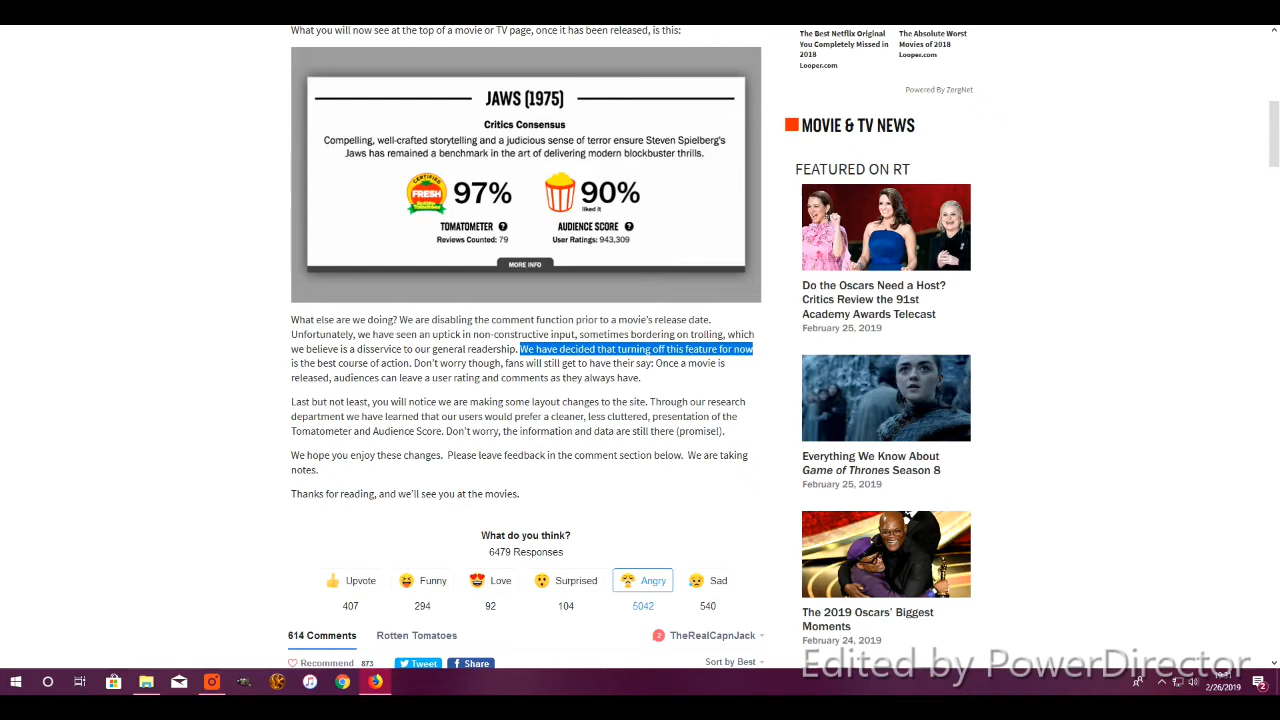 What you will now see at the top of a movie or TV page, once it has been released, is this:
JAWS (1975)
Critics Consensus
Compelling, well-crafted storytelling and a judicious sense of terror ensure Steven Spielberg's
Jaws has remained a benchmark in the art of delivering modern blockbuster thrills.
CERTIFIED
FRESH
97%
90%
liked it
TOMATOMETER ?
AUDIENCE SCORE ?
Reviews Counted: 79
User Ratings: 943,309
MORE INFO
What else are we doing? We are disabling the comment function prior to a movie's release date.
Unfortunately, we have seen an uptick in non-constructive input, sometimes bordering on trolling, which
we believe is a disservice to our general readership. We have decided that turning off this feature for now
is the best course of action. Don't worry though, fans will still get to have their say: Once a movie is
released, audiences can leave a user rating and comments as they always have.
Last but not least, you will notice we are making some layout changes to the site. Through our research
department we have learned that our users would prefer a cleaner, less cluttered, presentation of the
Tomatometer and Audience Score. Don't worry, the information and data are still there (promise!).
We hope you enjoy these changes. Please leave feedback in the comment section below. We are taking
notes.
Thanks for reading, and we'll see you at the movies.
What do you think?
6479 Responses
Upvote
Funny
Love
Surprised
Angry
Sad
407
294
92
104
5042
540
614 Comments
Rotten Tomatoes
2
TheRealCapnJack
Recommend 873
Tweet
Share
Sort by Best
The Best Netflix Original
You Completely Missed in
2018
Looper.com
The Absolute Worst
Movies of 2018
Looper.com
Powered By ZergNet
MOVIE & TV NEWS
FEATURED ON RT
Do the Oscars Need a Host?
Critics Review the 91st
Academy Awards Telecast
February 25, 2019
Everything We Know About
Game of Thrones Season 8
February 25, 2019
The 2019 Oscars' Biggest
Moments
February 24, 2019
Edited by PowerDirector
2/26/2019
2